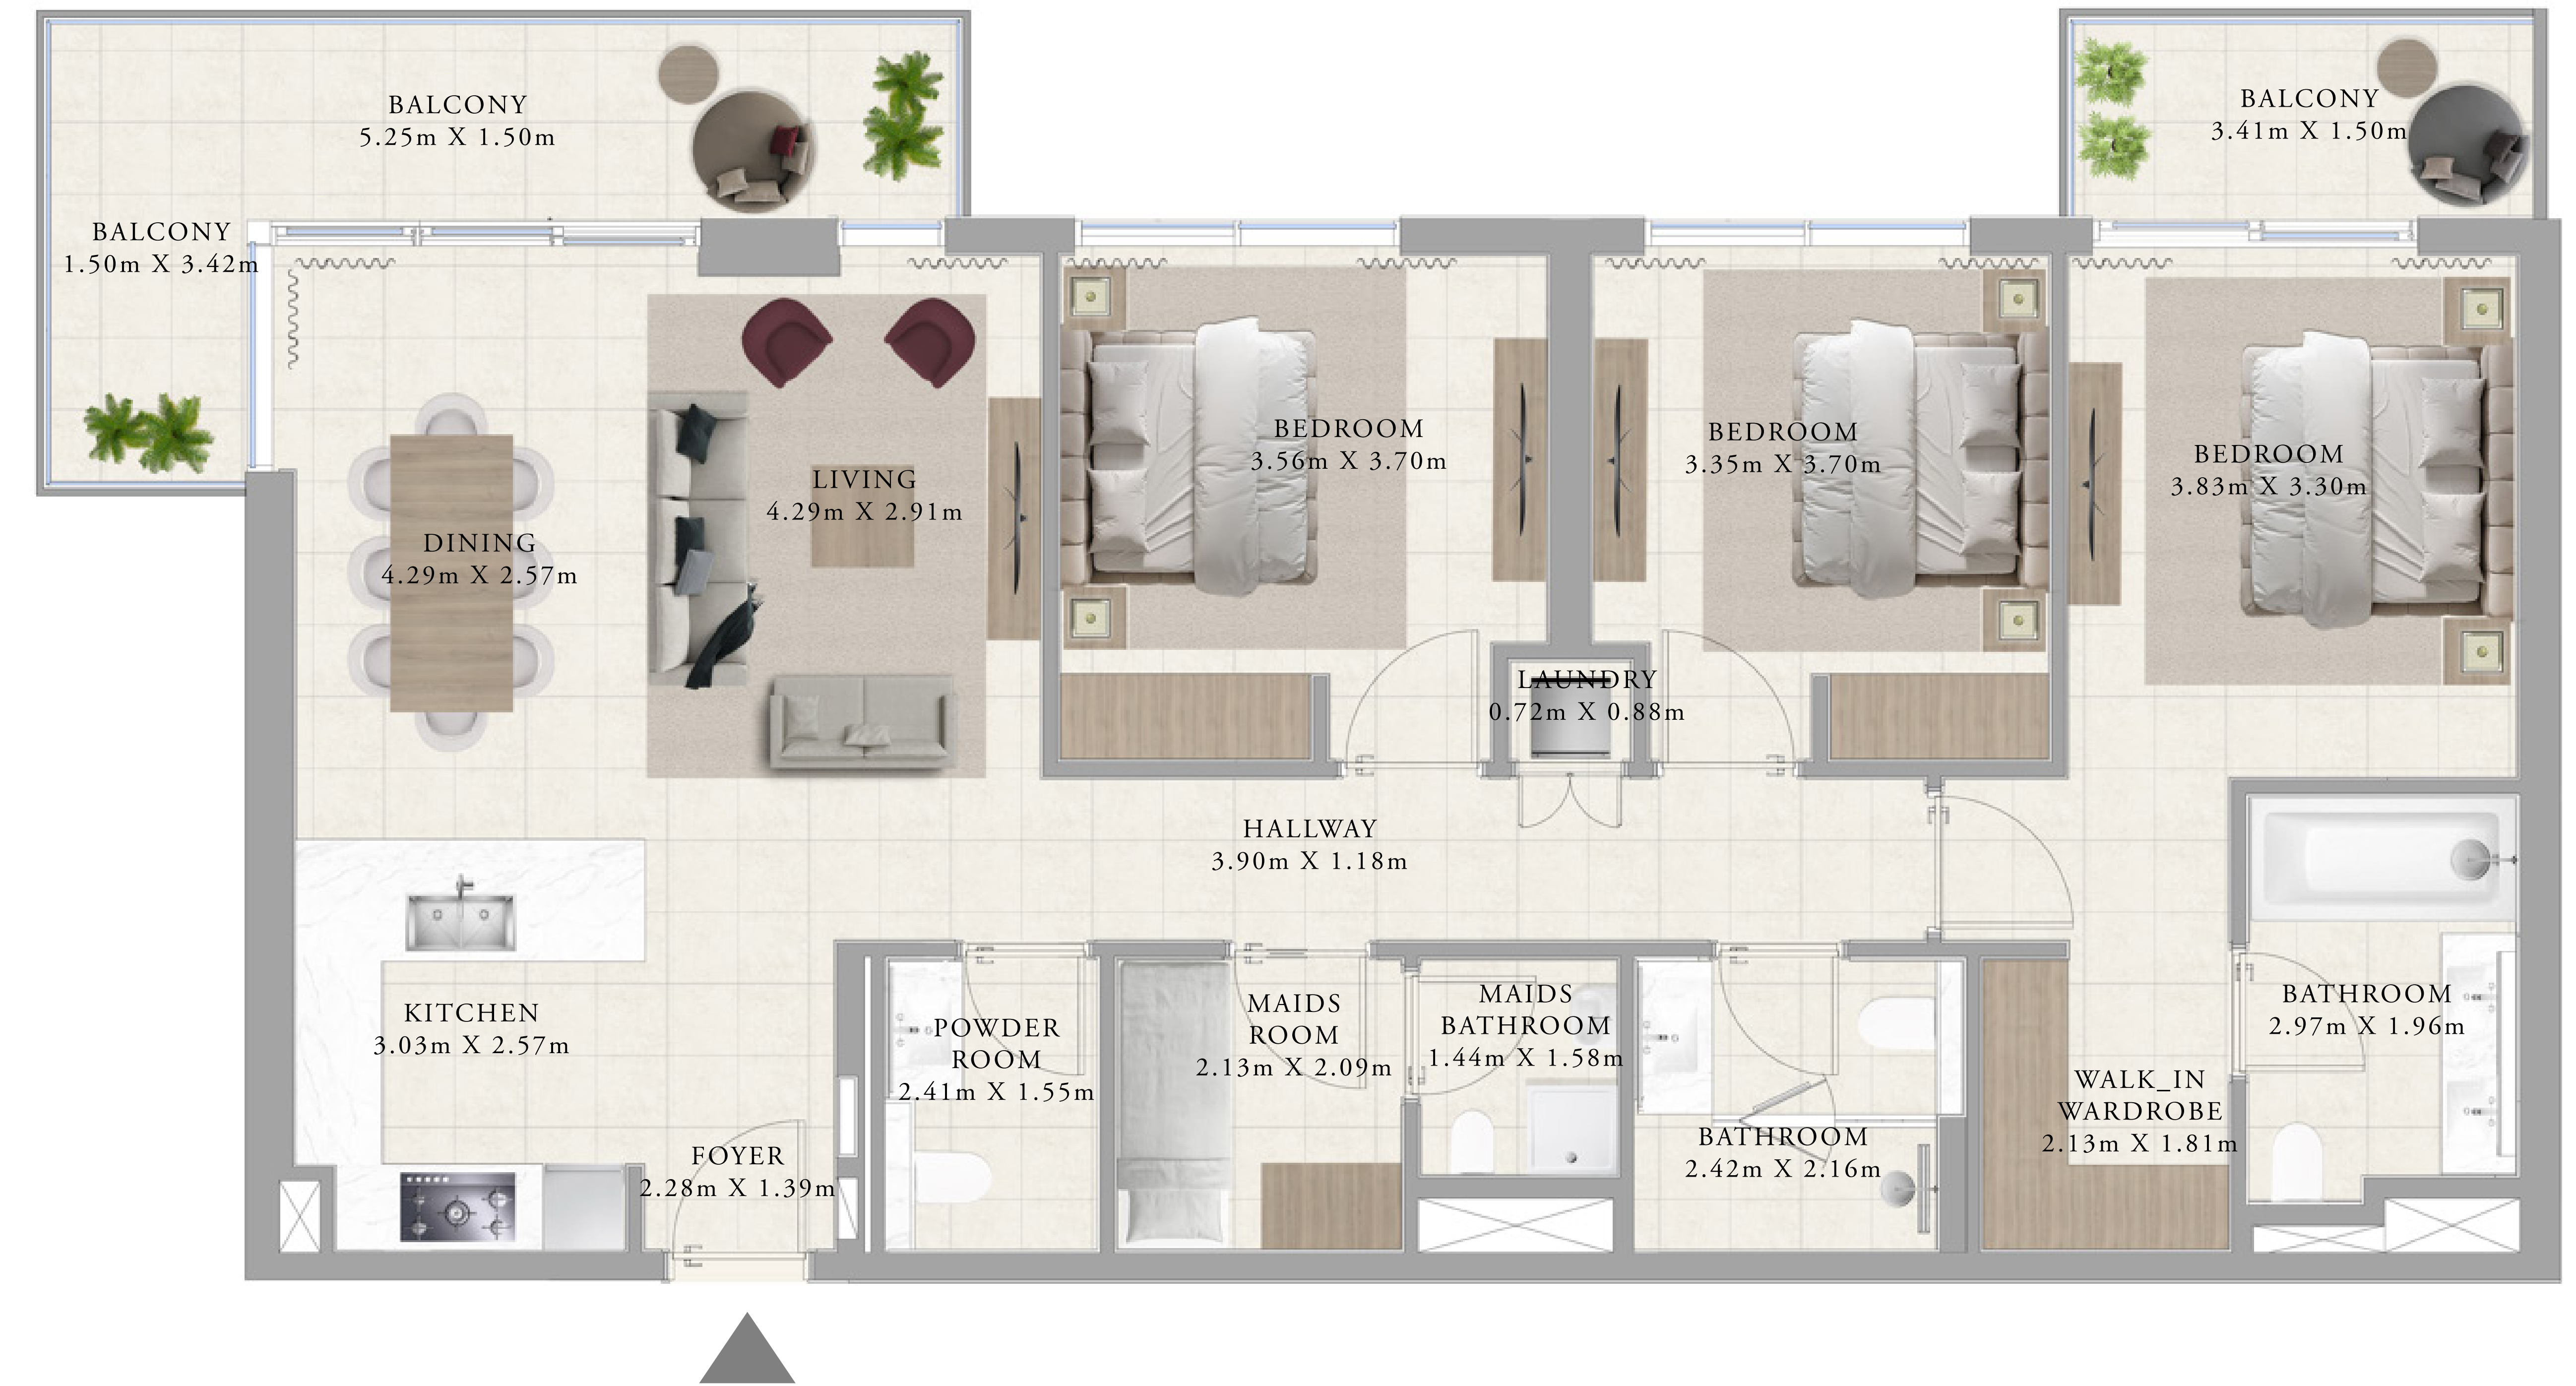 BALCONY
5.25m X 1.50m
BALCONY
3.41m X 1.50m
BALCONY
1.50m X 3.42m
BEDROOM
3.56m X 3.70m
BEDROOM
3.35m X 3.70m
BEDROOM
3.83m X 3.30m
LIVING
4.29m X 2.91m
DINING
4.29m X 2.57m
LAUNDRY
0.72m X 0.88m
HALLWAY
3.90m X 1.18m
KITCHEN
3.03m X 2.57m
POWDER
ROOM
2.41m X 1.55m
MAIDS
ROOM
2.13m X 2.09m
MAIDS
BATHROOM
1.44m X 1.58m
BATHROOM
2.97m X 1.96m
WALK_IN
WARDROBE
2.13m X 1.81m
BATHROOM
2.42m X 2.16m
FOYER
2.28m X 1.39m